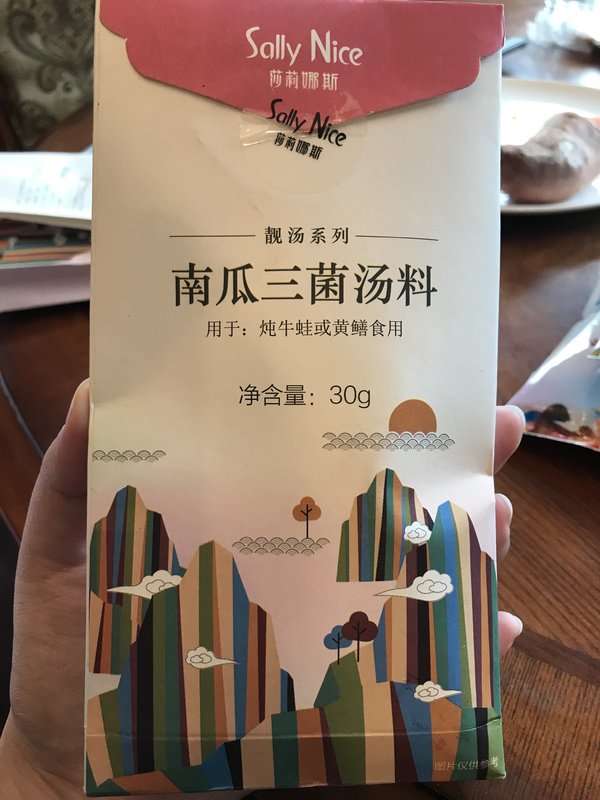 Sally Nice
莎莉娜斯
Sally Nice
莎莉娜斯
靓汤系列
南瓜三菌汤料
用于：炖牛蛙或黄鳝食用
净含量：30g
图片仅供参考